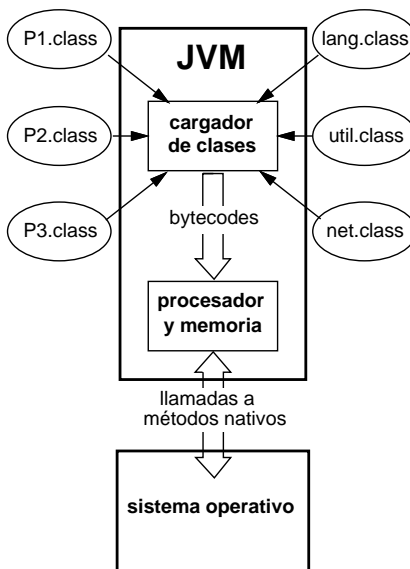 P1.class
JVM
lang.class
P2.class
cargador
de clases
util.class
P3.class
bytecodes
net.class
procesador
y memoria
llamadas a
métodos nativos
sistema operativo